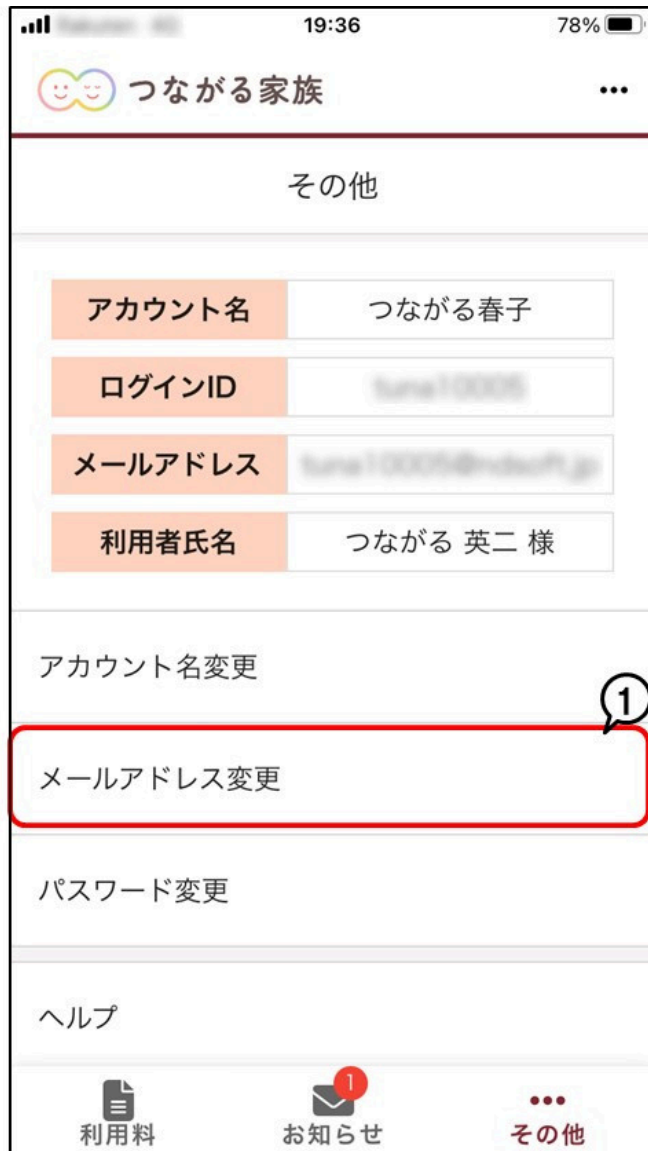 19:36
78%
つながる家族
その他
アカウント名 つながる春子
ログインID
メールアドレス
利用者氏名 つながる 英二 様
アカウント名変更
1
メールアドレス変更
パスワード変更
ヘルプ
1
利用料 お知らせ その他